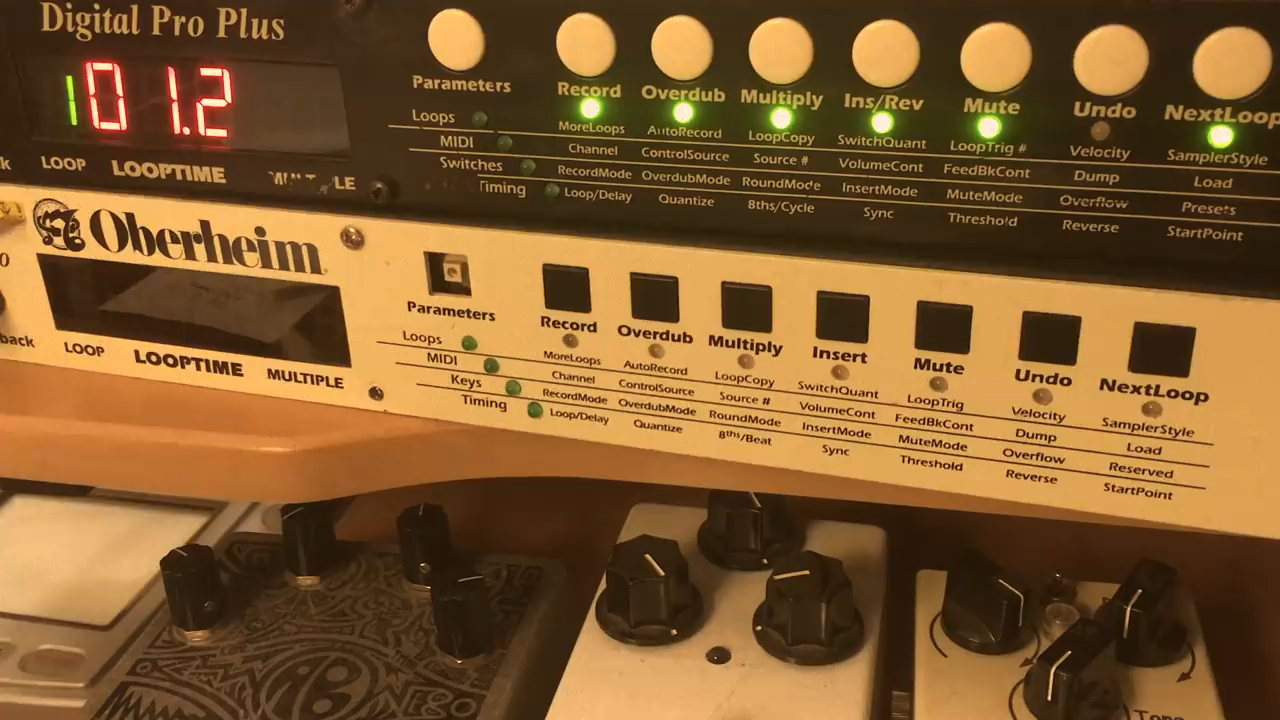 Digital Pro Plus
1 0 1.2
LOOP LOOPTIME
Parameters Record Overdub Multiply Ins/Rev Mute Undo NextLoop
Loops MoreLoops AutoRecord LoopCopy SwitchQuant LoopTrig # Velocity SamplerStyle
MIDI Channel ControlSource Source # VolumeCont FeedBkCont Dump Load
Switches RecordMode OverdubMode RoundMode InsertMode MuteMode Overflow Presets
Timing Loop/Delay Quantize 8ths/Cycle Sync Threshold Reverse StartPoint
Oberheim
LOOP LOOPTIME MULTIPLE
back
Parameters Record Overdub Multiply Insert Mute Undo NextLoop
Loops MoreLoops AutoRecord LoopCopy SwitchQuant LoopTrig Velocity SamplerStyle
MIDI Channel ControlSource Source # VolumeCont FeedBkCont Dump Load
Keys RecordMode OverdubMode RoundMode InsertMode MuteMode Overflow Reserved
Timing Loop/Delay Quantize 8ths/Beat Sync Threshold Reverse StartPoint
Tone